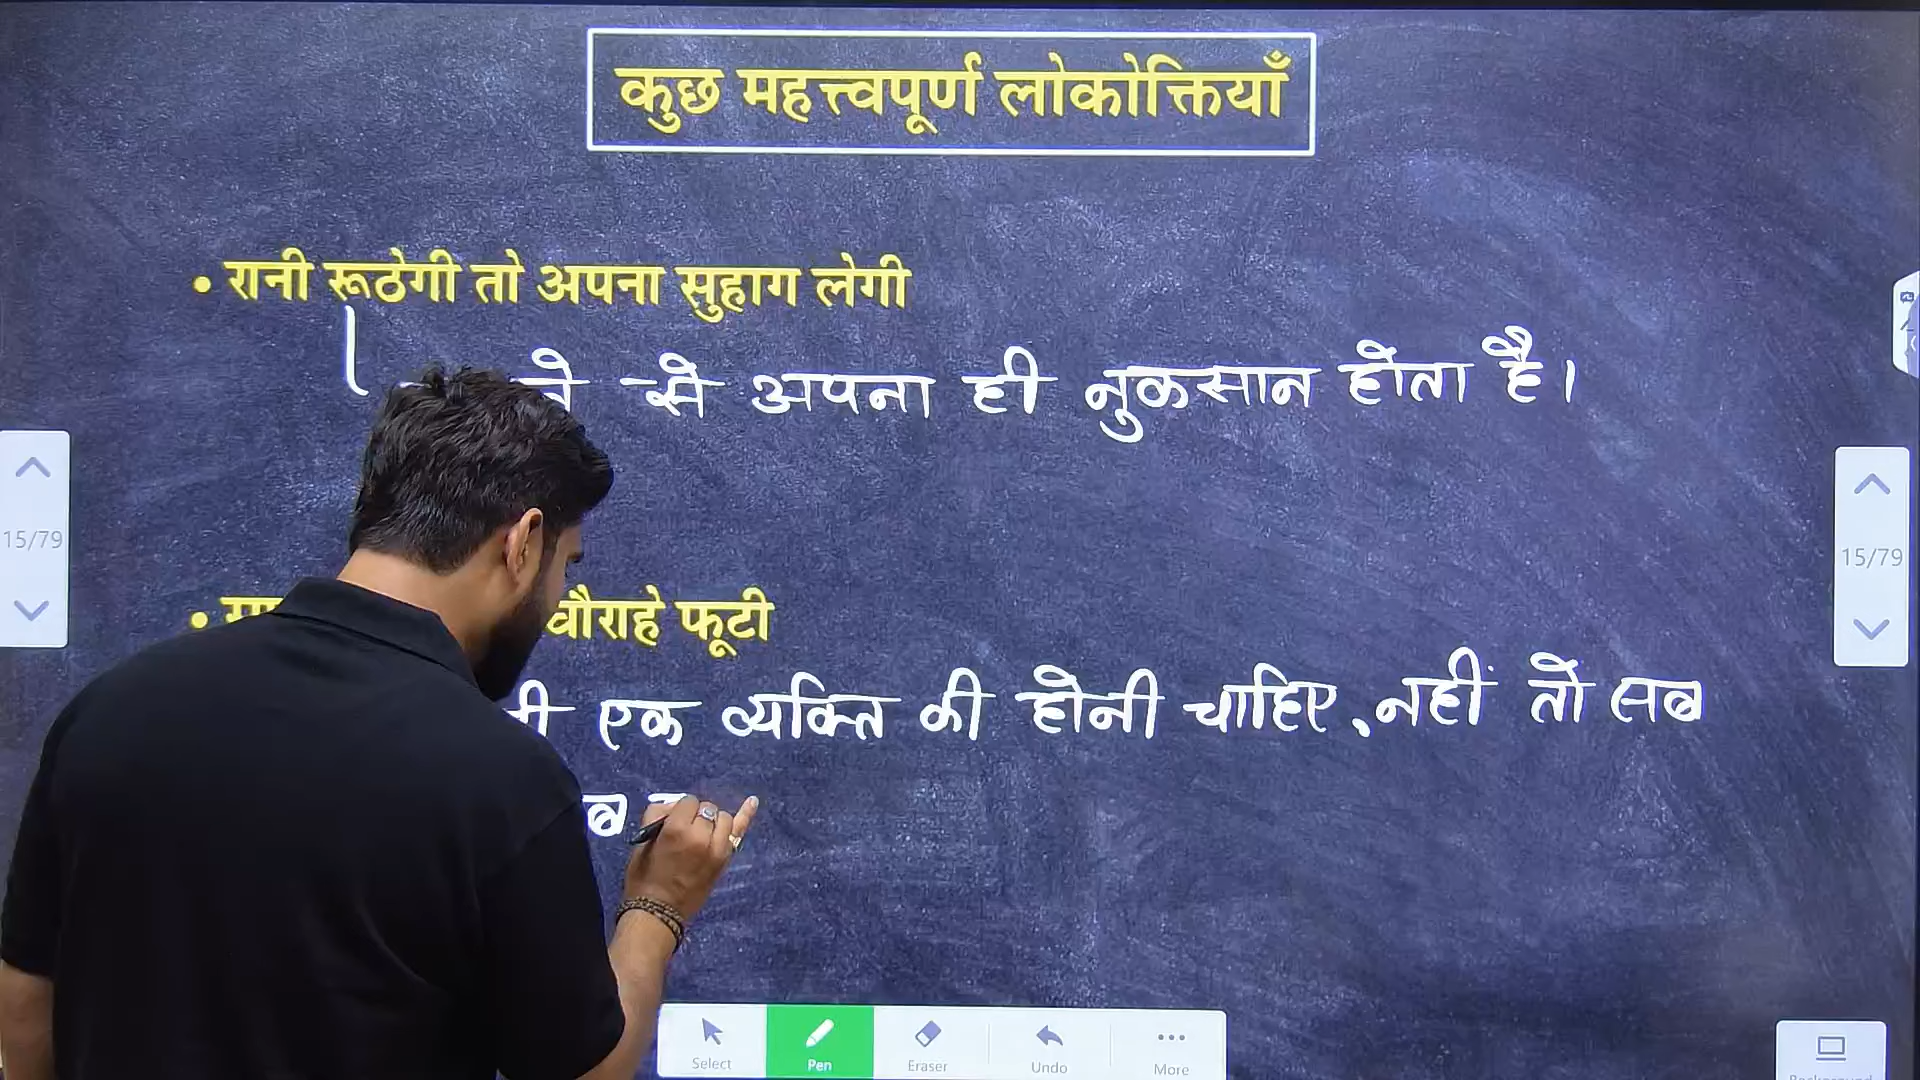 कुछ महत्त्वपूर्ण लोकोक्तियाँ
• रानी रूठेगी तो अपना सुहाग लेगी
से अपना ही नुकसान होता है।
15/79
15/79
फूटी
एक व्यक्ति की होनी चाहिए, नहीं तो सब
Select
Pen
Eraser
Undo
More